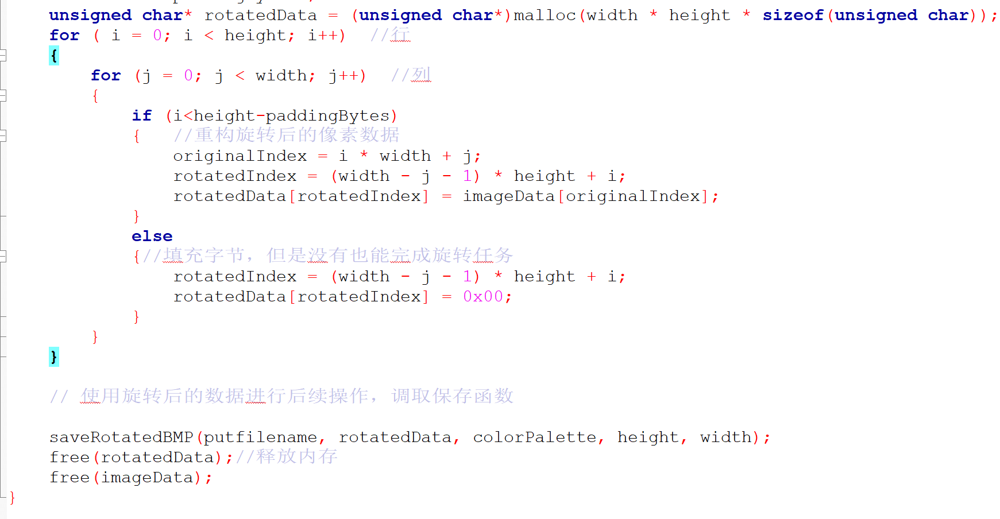 unsigned char* rotatedData = (unsigned char*)malloc(width * height * sizeof(unsigned char));
for ( i = 0; i < height; i++)  //行
{
for (j = 0; j < width; j++)  //列
{
if (i<height-paddingBytes)
{   //重构旋转后的像素数据
originalIndex = i * width + j;
rotatedIndex = (width - j - 1) * height + i;
rotatedData[rotatedIndex] = imageData[originalIndex];
}
else
{//填充字节，但是没有也能完成旋转任务
rotatedIndex = (width - j - 1) * height + i;
rotatedData[rotatedIndex] = 0x00;
}
}
}
// 使用旋转后的数据进行后续操作，调取保存函数
saveRotatedBMP(putfilename, rotatedData, colorPalette, height, width);
free(rotatedData);//释放内存
free(imageData);
}